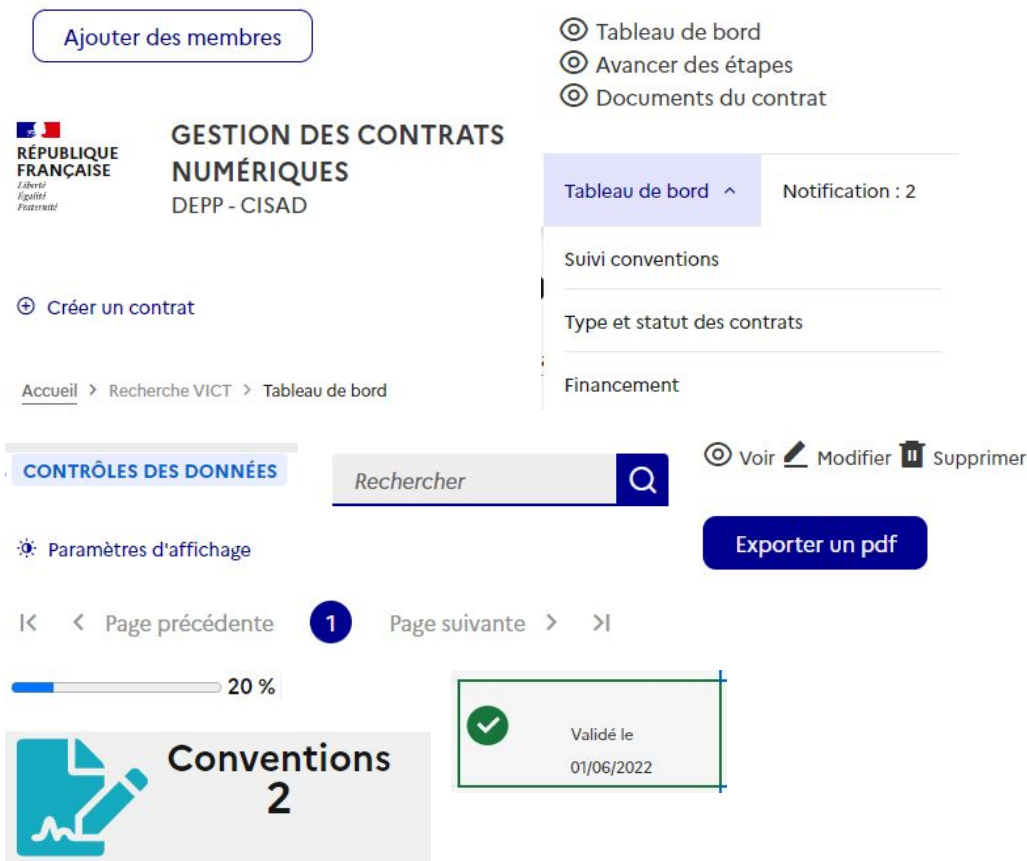 Ajouter des membres
Tableau de bord
Avancer des étapes
Documents du contrat
RÉPUBLIQUE
FRANÇAISE
Liberté
Égalité
Fraternité
GESTION DES CONTRATS
NUMÉRIQUES
DEPP - CISAD
Tableau de bord
Notification : 2
Suivi conventions
Type et statut des contrats
Financement
Créer un contrat
Accueil > Recherche VICT > Tableau de bord
CONTRÔLES DES DONNÉES
Rechercher
Voir Modifier Supprimer
Paramètres d'affichage
Exporter un pdf
Page précédente 1 Page suivante
20 %
Conventions
2
Validé le
01/06/2022